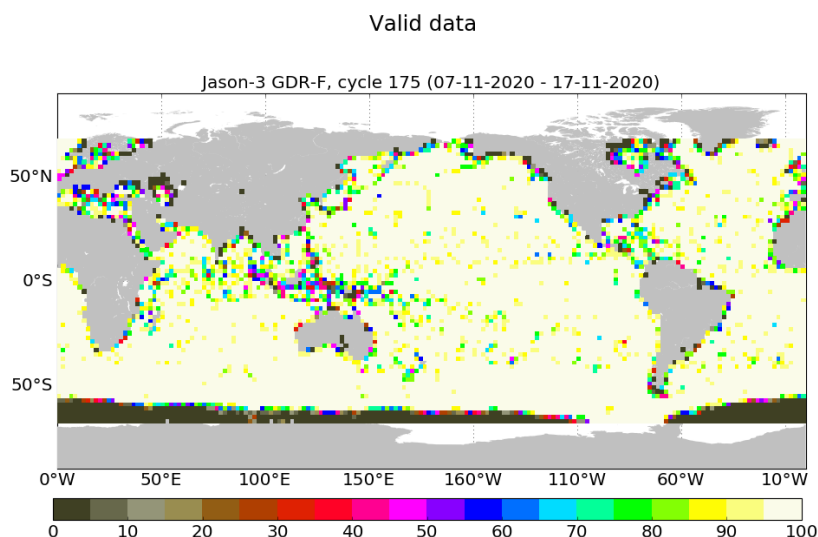 Valid data
Jason-3 GDR-F, cycle 175 (07-11-2020 - 17-11-2020)
50°N
0°S
50°S
0°W 50°E 100°E 150°E 160°W 110°W 60°W 10°W
0 10 20 30 40 50 60 70 80 90 100